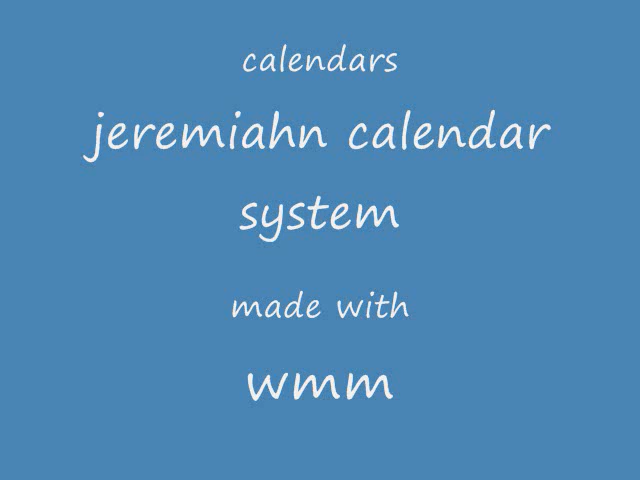 calendars
jeremiahn calendar
system
made with
wmm